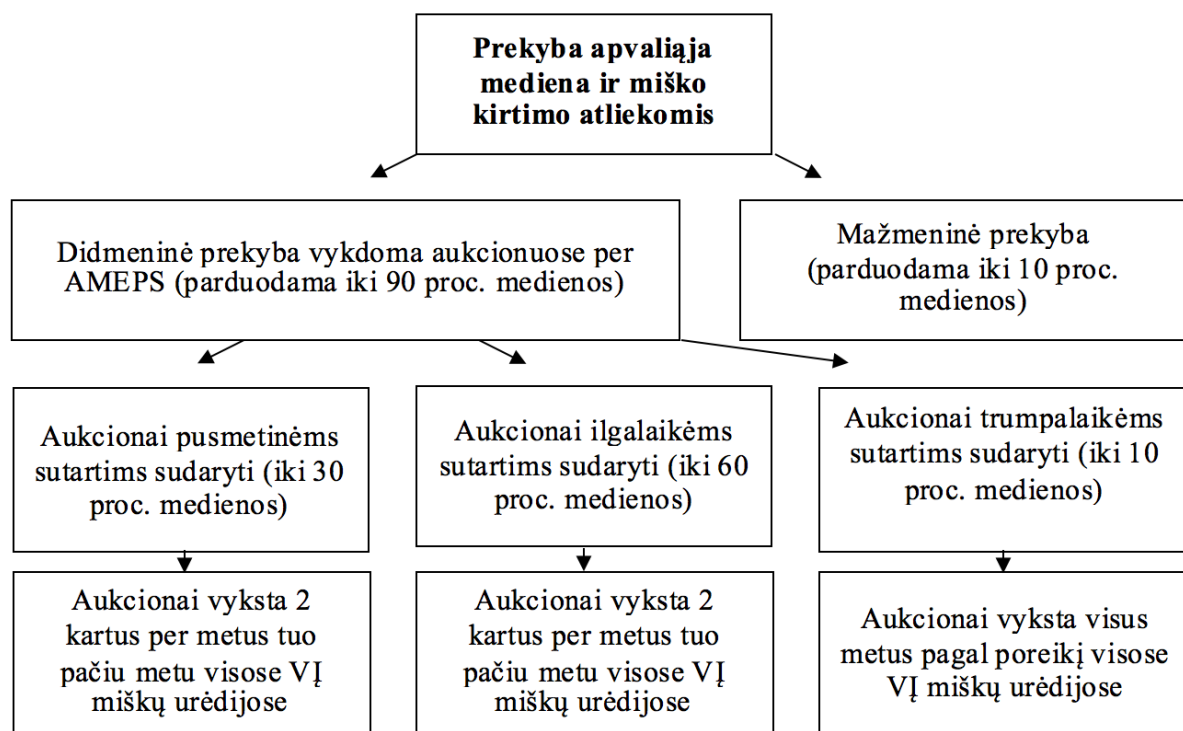 Prekyba apvaliąja
mediena ir miško
kirtimo atliekomis
Didmeninė prekyba vykdoma aukcionuose per
AMEPS (parduodama iki 90 proc. medienos)
Mažmeninė prekyba
(parduodama iki 10 proc.
medienos)
Aukcionai pusmetinėms
sutartims sudaryti (iki 30
proc. medienos)
Aukcionai ilgalaikėms
sutartims sudaryti (iki 60
proc. medienos)
Aukcionai trumpalaikėms
sutartims sudaryti (iki 10
proc. medienos)
Aukcionai vyksta 2
kartus per metus tuo
pačiu metu visose VĮ
miškų urėdijose
Aukcionai vyksta 2
kartus per metus tuo
pačiu metu visose VĮ
miškų urėdijose
Aukcionai vyksta visus
metus pagal poreikį visose
VĮ miškų urėdijose